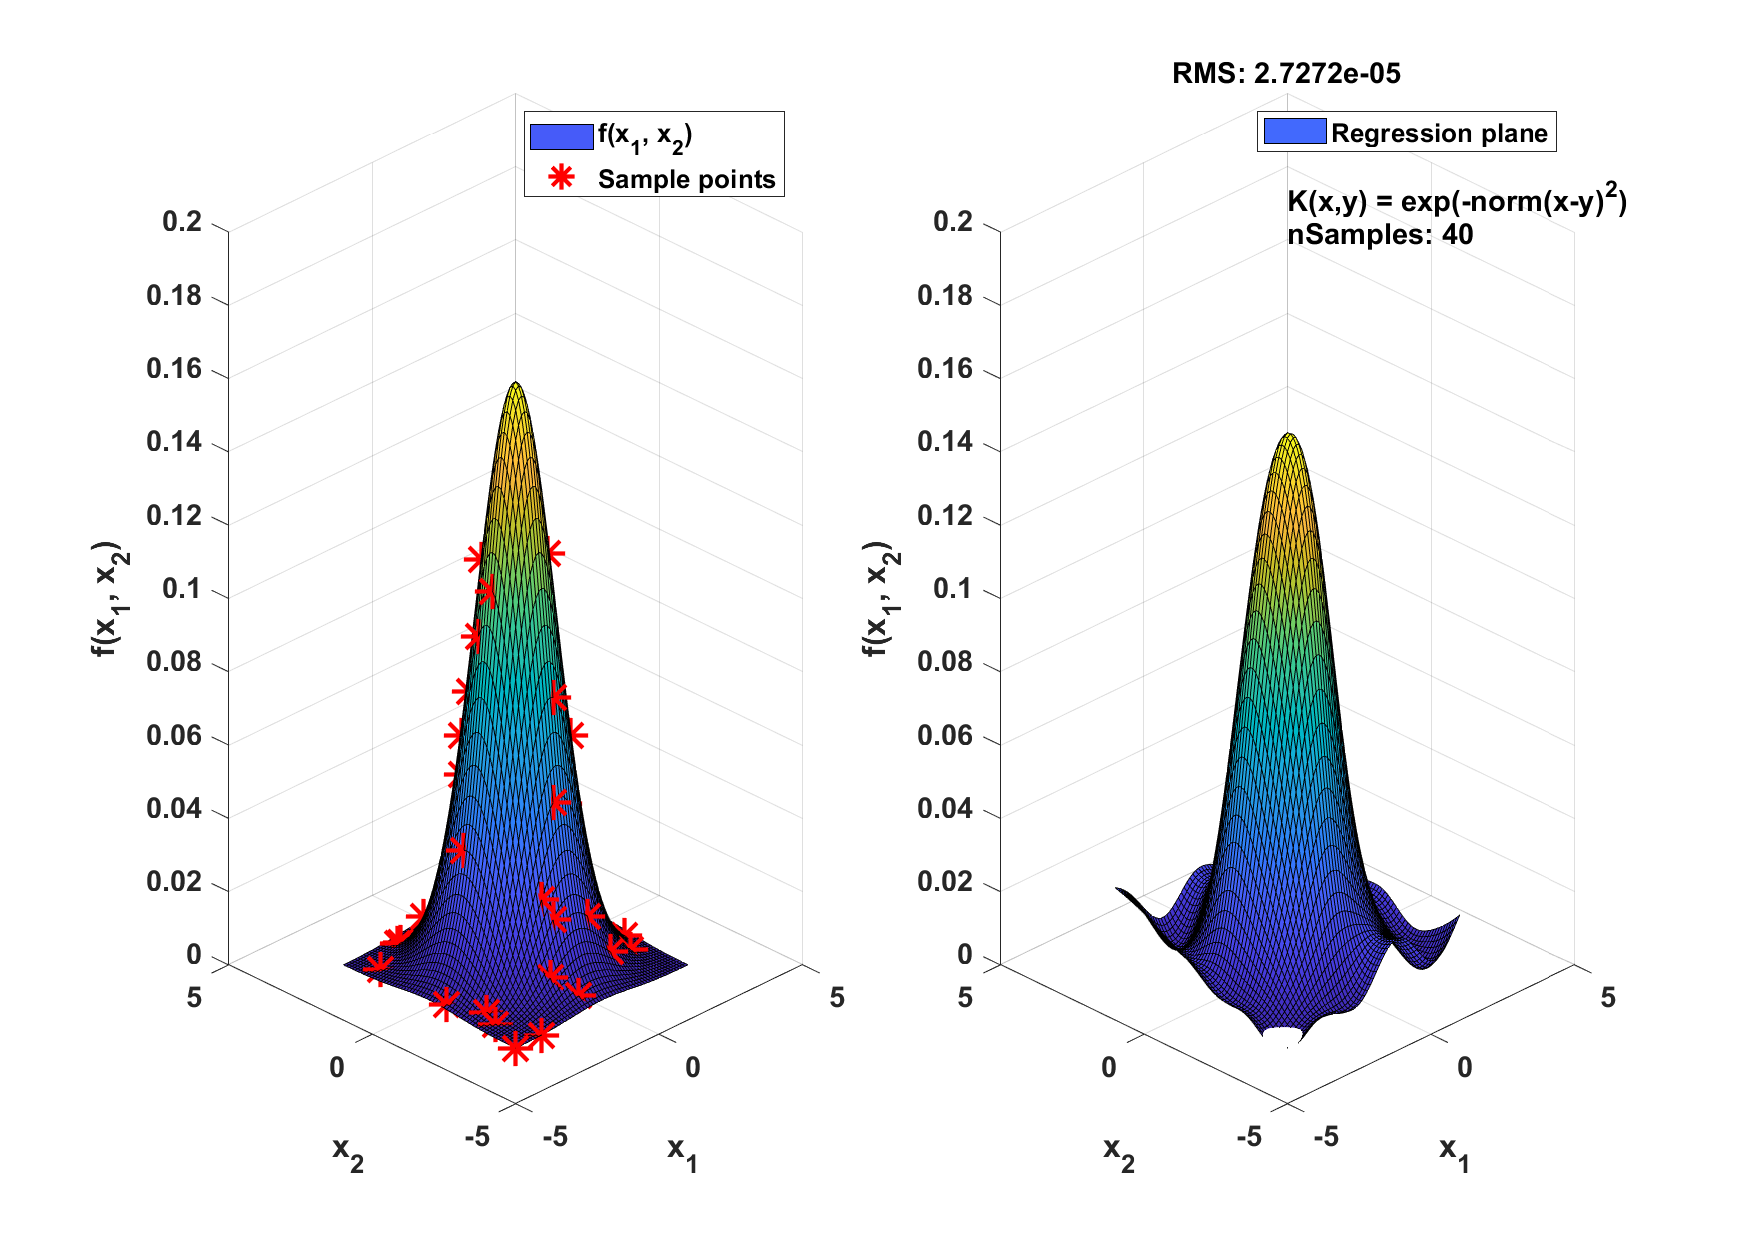 f(x1, x2)
Sample points
0.2
0.18
0.16
0.14
0.12
0.1
0.08
0.06
0.04
0.02
0
f(x1, x2)
5
0
-5
x2
-5
0
5
x1
RMS: 2.7272e-05
Regression plane
K(x,y) = exp(-norm(x-y)^2)
nSamples: 40
0.2
0.18
0.16
0.14
0.12
0.1
0.08
0.06
0.04
0.02
0
f(x1, x2)
5
0
-5
x2
-5
0
5
x1